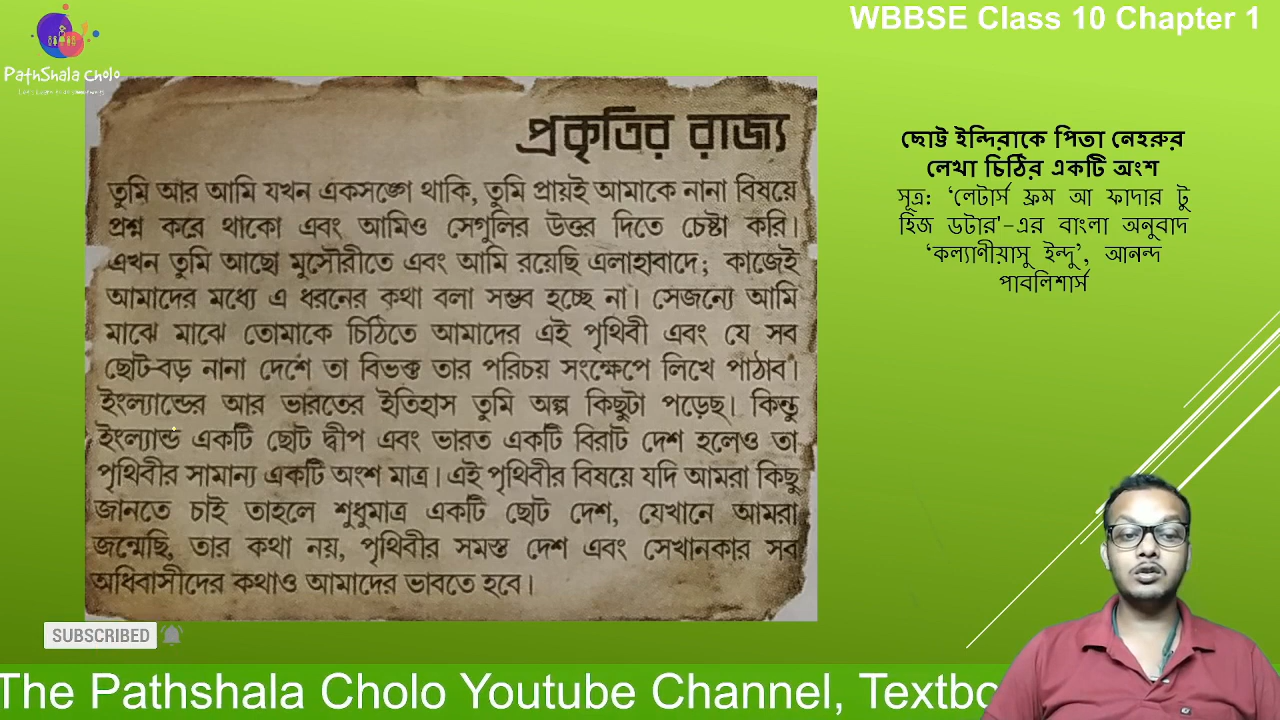 PathShala Cholo
WBBSE Class 10 Chapter 1
প্রকৃতির রাজ্য
তুমি আর আমি যখন একসঙ্গে থাকি, তুমি প্রায়ই আমাকে নানা বিষয়ে
প্রশ্ন করে থাকো এবং আমিও সেগুলির উত্তর দিতে চেষ্টা করি।
এখন তুমি আছো মুসৌরীতে এবং আমি রয়েছি এলাহাবাদে; কাজেই
আমাদের মধ্যে এ ধরনের কথা বলা সম্ভব হচ্ছে না। সেজন্যে আমি
মাঝে মাঝে তোমাকে চিঠিতে আমাদের এই পৃথিবী এবং যে সব
ছোট-বড় নানা দেশে তা বিভক্ত তার পরিচয় সংক্ষেপে লিখে পাঠাব।
ইংল্যান্ডের আর ভারতের ইতিহাস তুমি অল্প কিছুটা পড়েছ। কিন্তু
ইংল্যান্ড একটি ছোট দ্বীপ এবং ভারত একটি বিরাট দেশ হলেও তা
পৃথিবীর সামান্য একটি অংশ মাত্র। এই পৃথিবীর বিষয়ে যদি আমরা কিছু
জানতে চাই তাহলে শুধুমাত্র একটি ছোট দেশ, যেখানে আমরা
জন্মেছি, তার কথা নয়, পৃথিবীর সমস্ত দেশ এবং সেখানকার সব
অধিবাসীদের কথাও আমাদের ভাবতে হবে।
ছোট্ট ইন্দিরাকে পিতা নেহরুর
লেখা চিঠির একটি অংশ
সূত্র: ‘লেটার্স ফ্রম আ ফাদার টু
হিজ ডটার'-এর বাংলা অনুবাদ
‘কল্যাণীয়াসু ইন্দু’, আনন্দ
পাবলিশার্স
SUBSCRIBED
The Pathshala Cholo Youtube Channel, Textbo